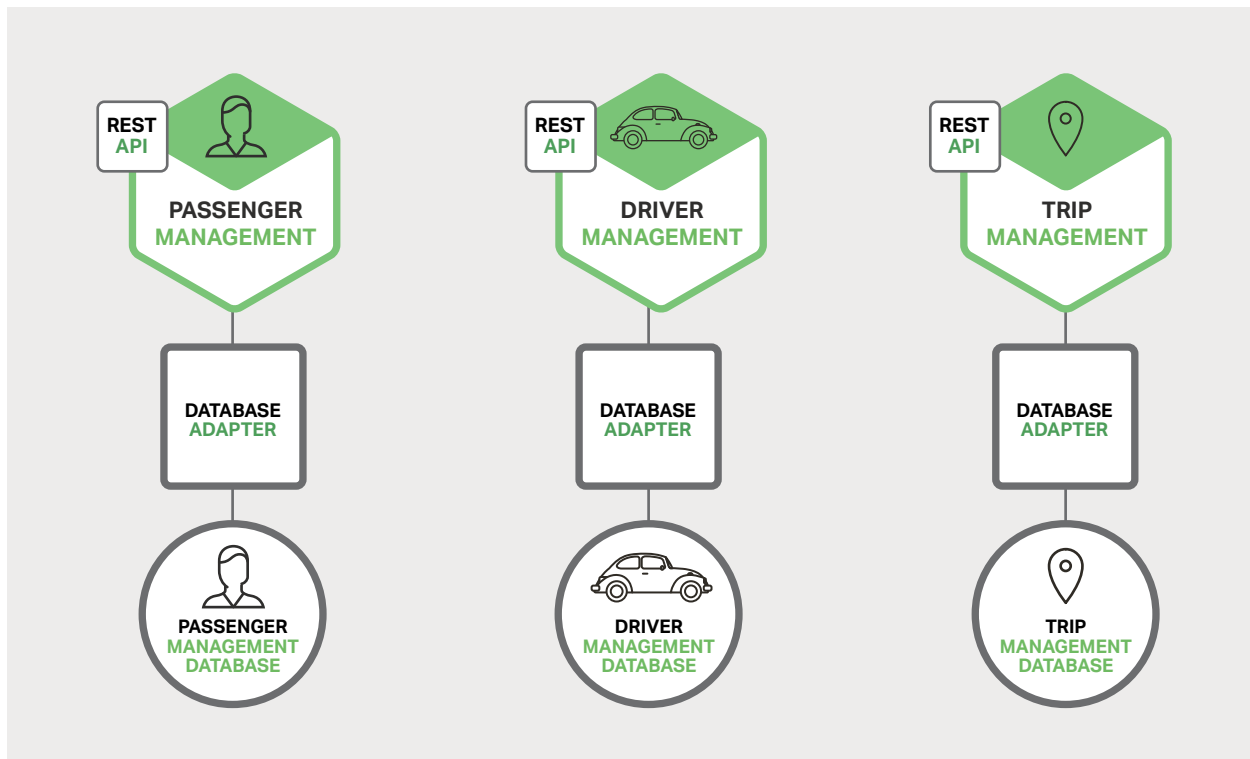 REST
API
PASSENGER
MANAGEMENT
DATABASE
ADAPTER
PASSENGER
MANAGEMENT
DATABASE
REST
API
DRIVER
MANAGEMENT
DATABASE
ADAPTER
DRIVER
MANAGEMENT
DATABASE
REST
API
TRIP
MANAGEMENT
DATABASE
ADAPTER
TRIP
MANAGEMENT
DATABASE